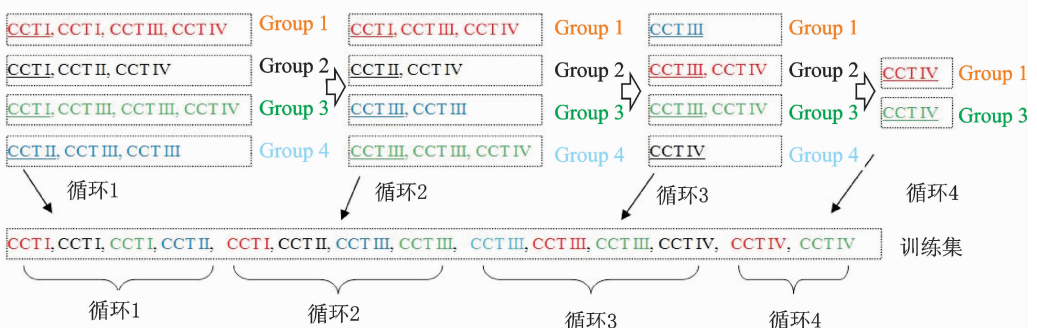 CCT I, CCT I, CCT III, CCT IV Group 1 CCT I, CCT III, CCT IV Group 1 CCT III Group 1
CCT I, CCT II, CCT IV Group 2 CCT II, CCT IV Group 2 CCT III, CCT IV Group 2 CCT IV Group 1
CCT I, CCT III, CCT III, CCT IV Group 3 CCT III, CCT III Group 3 CCT III, CCT IV Group 3 CCT IV Group 3
CCT II, CCT III, CCT III Group 4 CCT III, CCT III, CCT IV Group 4 CCT IV Group 4
循环1 循环2 循环3 循环4
CCT I, CCT I, CCT I, CCT II, CCT I, CCT II, CCT III, CCT III, CCT III, CCT III, CCT III, CCT IV, CCT IV, CCT IV 训练集
循环1 循环2 循环3 循环4